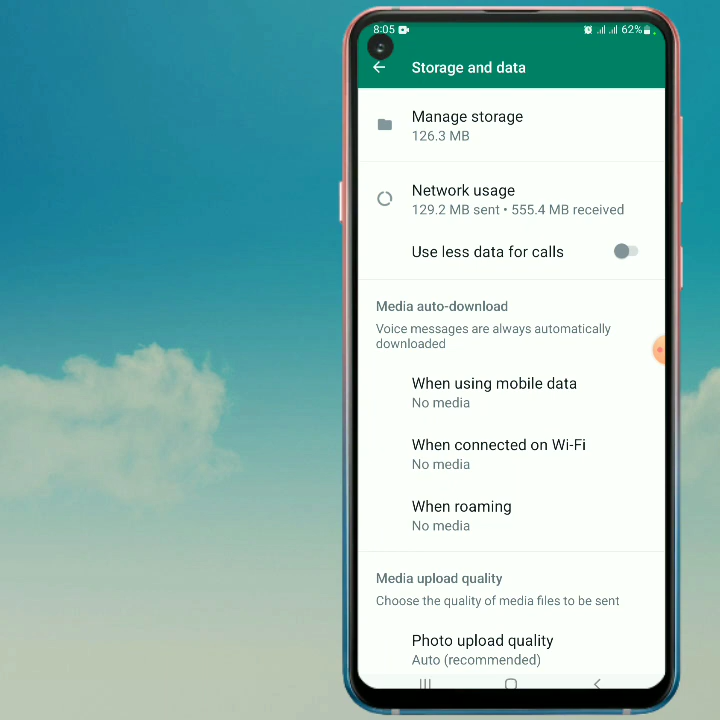 8:05
62%
Storage and data
Manage storage
126.3 MB
Network usage
129.2 MB sent • 555.4 MB received
Use less data for calls
Media auto-download
Voice messages are always automatically
downloaded
When using mobile data
No media
When connected on Wi-Fi
No media
When roaming
No media
Media upload quality
Choose the quality of media files to be sent
Photo upload quality
Auto (recommended)